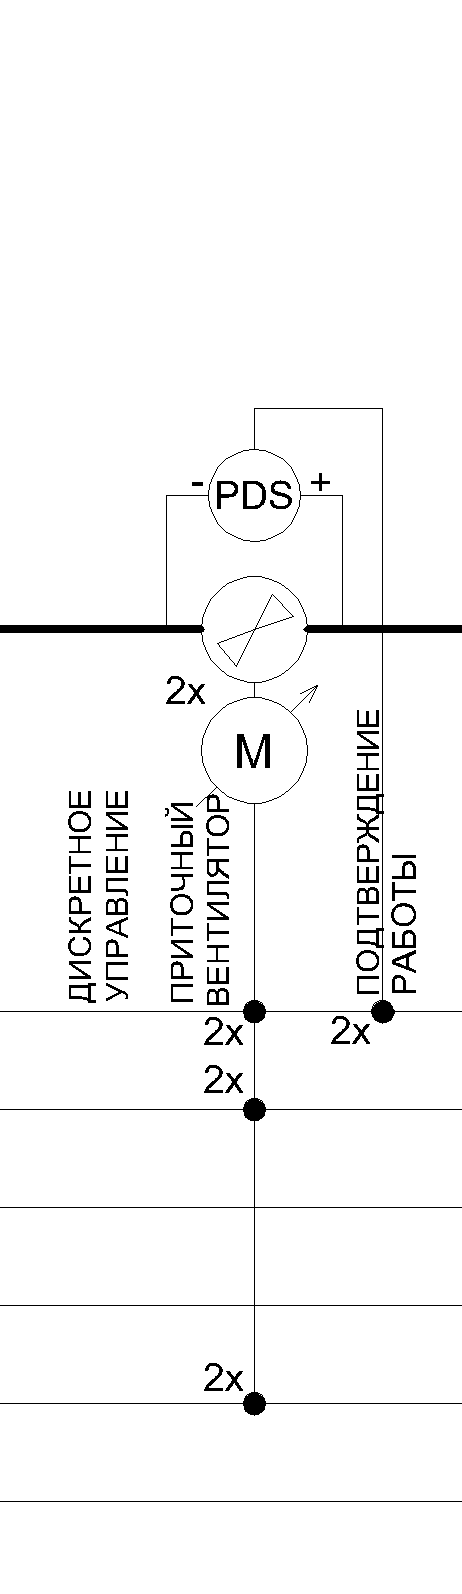 - PDS +
2x
M
ДИСКРЕТНОЕ
УПРАВЛЕНИЕ
ПРИТОЧНЫЙ
ВЕНТИЛЯТОР
ПОДТВЕРЖДЕНИЕ
РАБОТЫ
2x
2x
2x
2x